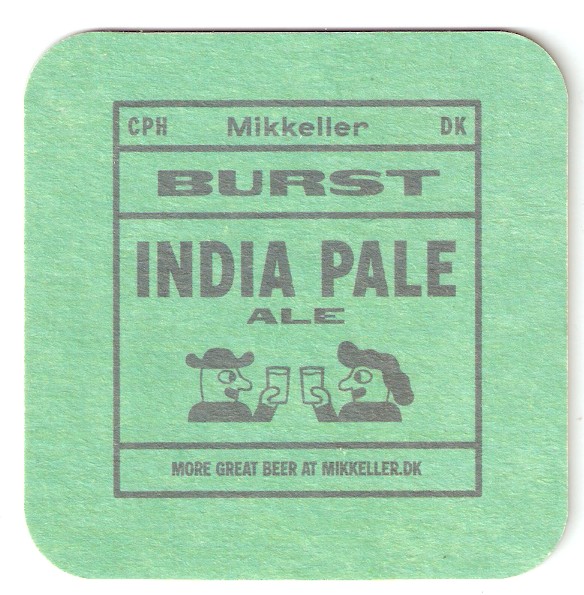 CPH Mikkeller DK
BURST
INDIA PALE
ALE
MORE GREAT BEER AT MIKKELLER.DK